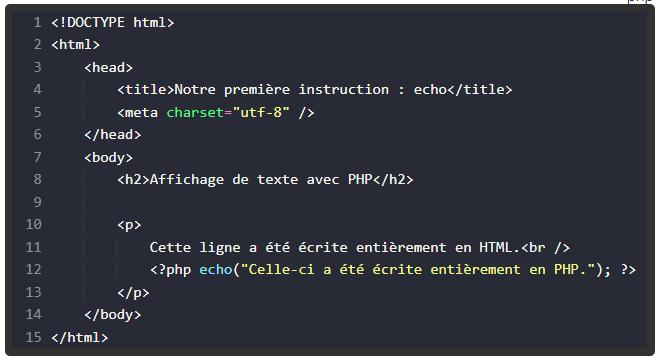 php
1 <!DOCTYPE html>
2 <html>
3     <head>
4         <title>Notre première instruction : echo</title>
5         <meta charset="utf-8" />
6     </head>
7     <body>
8         <h2>Affichage de texte avec PHP</h2>
9
10         <p>
11             Cette ligne a été écrite entièrement en HTML.<br />
12             <?php echo("Celle-ci a été écrite entièrement en PHP."); ?>
13         </p>
14     </body>
15 </html>